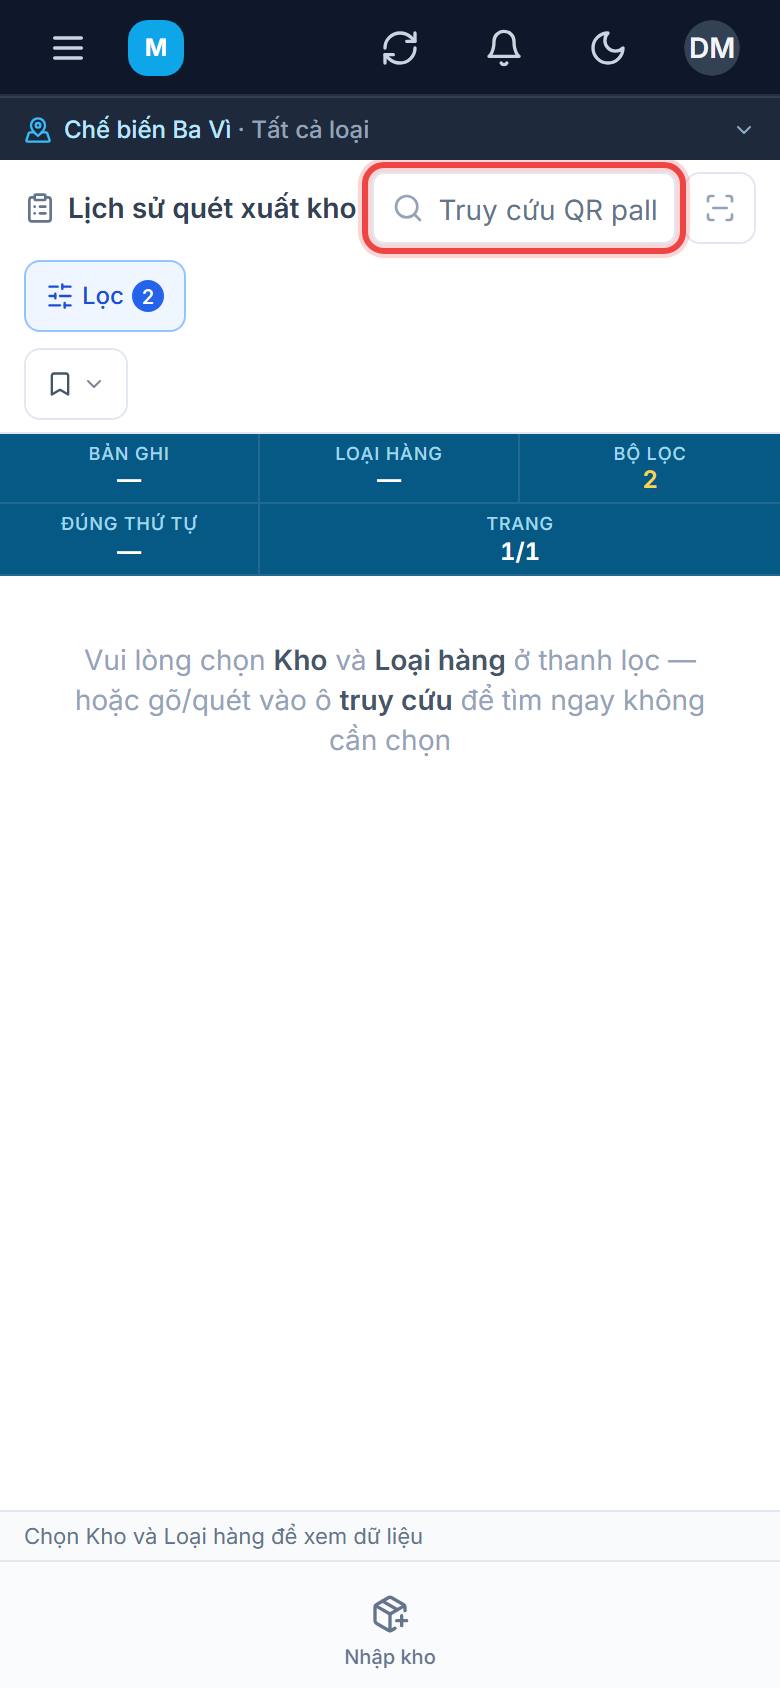 M
DM
Chế biến Ba Vì · Tất cả loại
Lịch sử quét xuất kho
Truy cứu QR pall
Lọc 2
BẢN GHI
—
LOẠI HÀNG
—
BỘ LỌC
2
ĐÚNG THỨ TỰ
—
TRANG
1/1
Vui lòng chọn Kho và Loại hàng ở thanh lọc —
hoặc gõ/quét vào ô truy cứu để tìm ngay không
cần chọn
Chọn Kho và Loại hàng để xem dữ liệu
Nhập kho